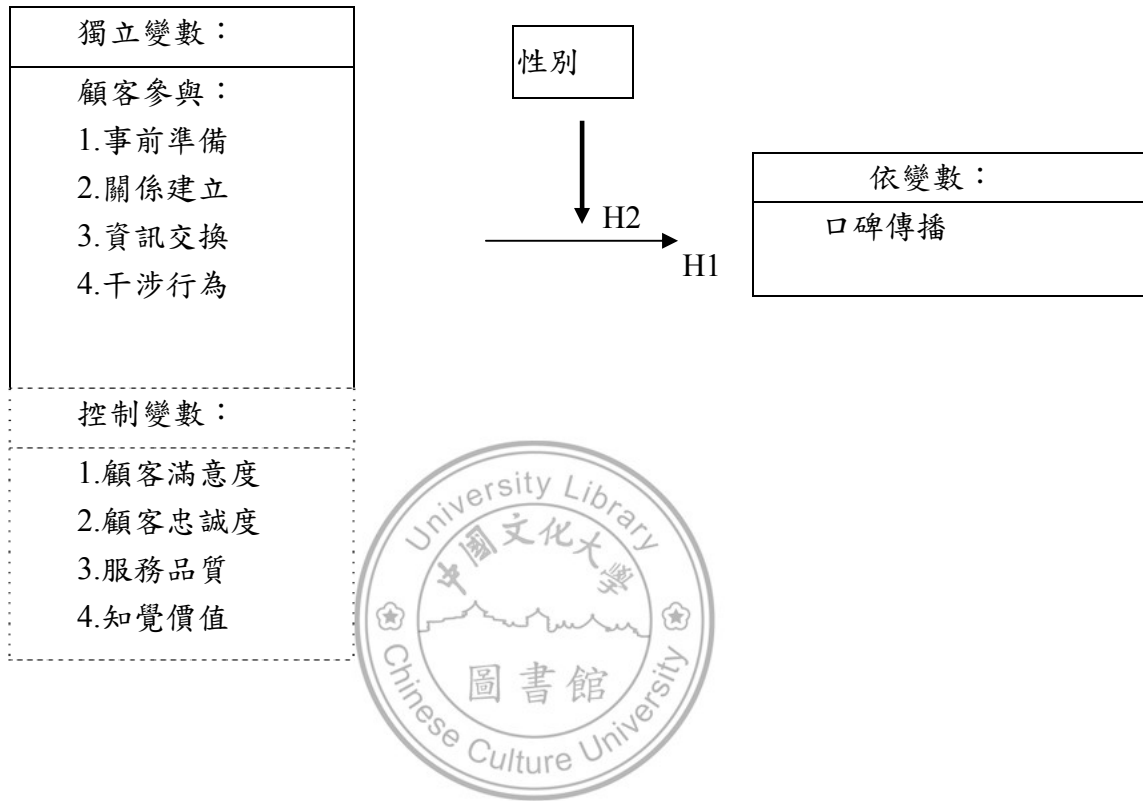 獨立變數：
顧客參與：
1.事前準備
2.關係建立
3.資訊交換
4.干涉行為
控制變數：
1.顧客滿意度
2.顧客忠誠度
3.服務品質
4.知覺價值
性別
H2
H1
依變數：
口碑傳播
University Library
中國文化大學
圖書館
Chinese Culture University